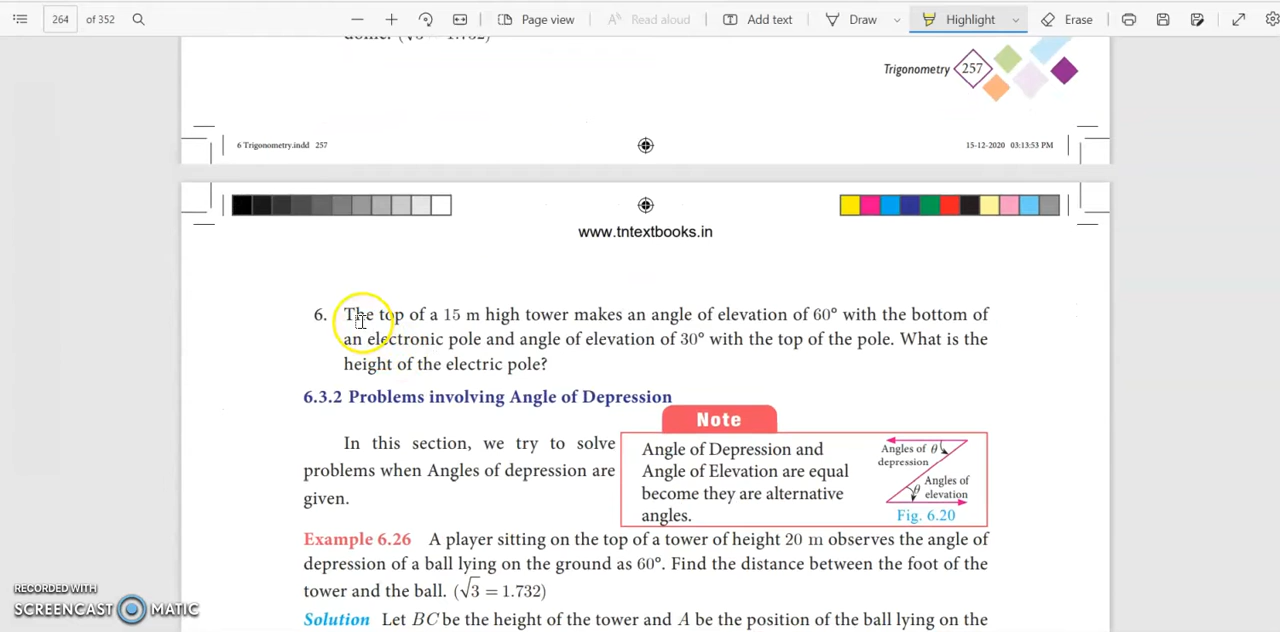 264 of 352 Page view Read aloud Add text Draw Highlight Erase
Trigonometry 257
6 Trigonometry.indd 257 15-12-2020 03:13:53 PM
www.tntextbooks.in
6. The top of a 15 m high tower makes an angle of elevation of 60° with the bottom of
an electronic pole and angle of elevation of 30° with the top of the pole. What is the
height of the electric pole?
6.3.2 Problems involving Angle of Depression
Note
In this section, we try to solve
problems when Angles of depression are
given.
Angle of Depression and
Angle of Elevation are equal
become they are alternative
angles.
Angles of θ
depression
θ Angles of
elevation
Fig. 6.20
Example 6.26 A player sitting on the top of a tower of height 20 m observes the angle of
depression of a ball lying on the ground as 60°. Find the distance between the foot of the
tower and the ball. (√3 = 1.732)
Solution Let BC be the height of the tower and A be the position of the ball lying on the
RECORDED WITH
SCREENCAST MATIC